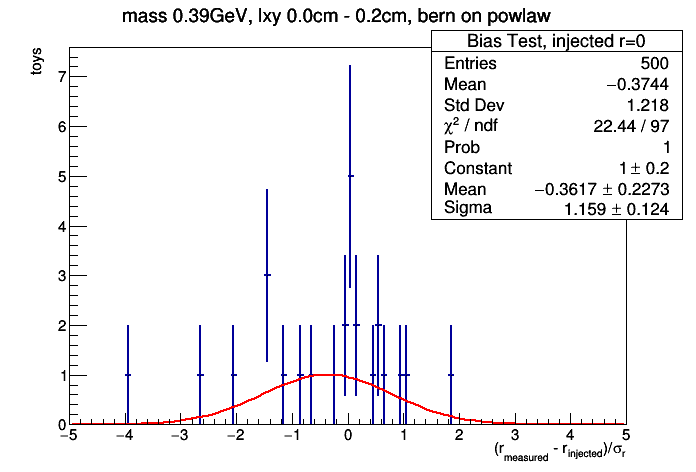 mass 0.39GeV, lxy 0.0cm - 0.2cm, bern on powlaw
Bias Test, injected r=0
Entries 500
Mean −0.3744
Std Dev 1.218
χ² / ndf 22.44 / 97
Prob 1
Constant 1 ± 0.2
Mean −0.3617 ± 0.2273
Sigma 1.159 ± 0.124
toys
7
6
5
4
3
2
1
0
−5 −4 −3 −2 −1 0 1 2 3 4 5
(r_measured - r_injected)/σ_r